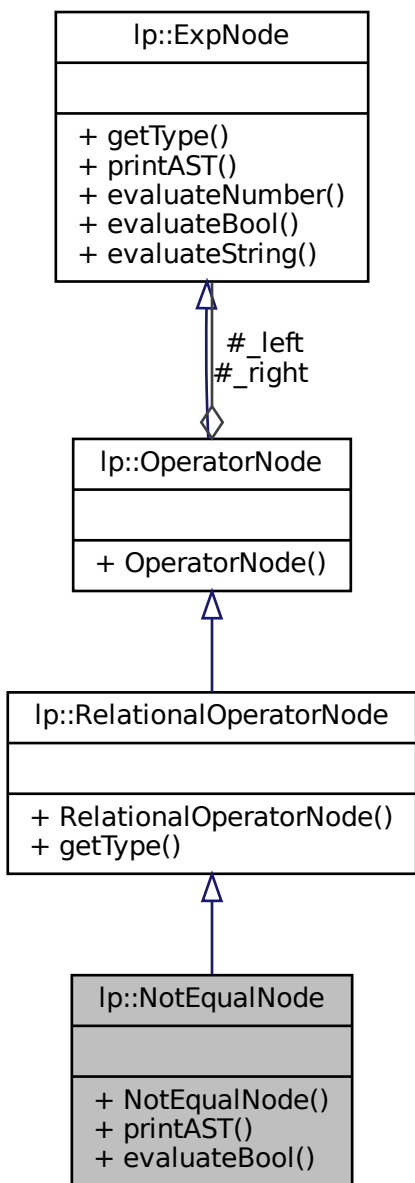 lp::ExpNode
+ getType()
+ printAST()
+ evaluateNumber()
+ evaluateBool()
+ evaluateString()
#_left
#_right
lp::OperatorNode
+ OperatorNode()
lp::RelationalOperatorNode
+ RelationalOperatorNode()
+ getType()
lp::NotEqualNode
+ NotEqualNode()
+ printAST()
+ evaluateBool()